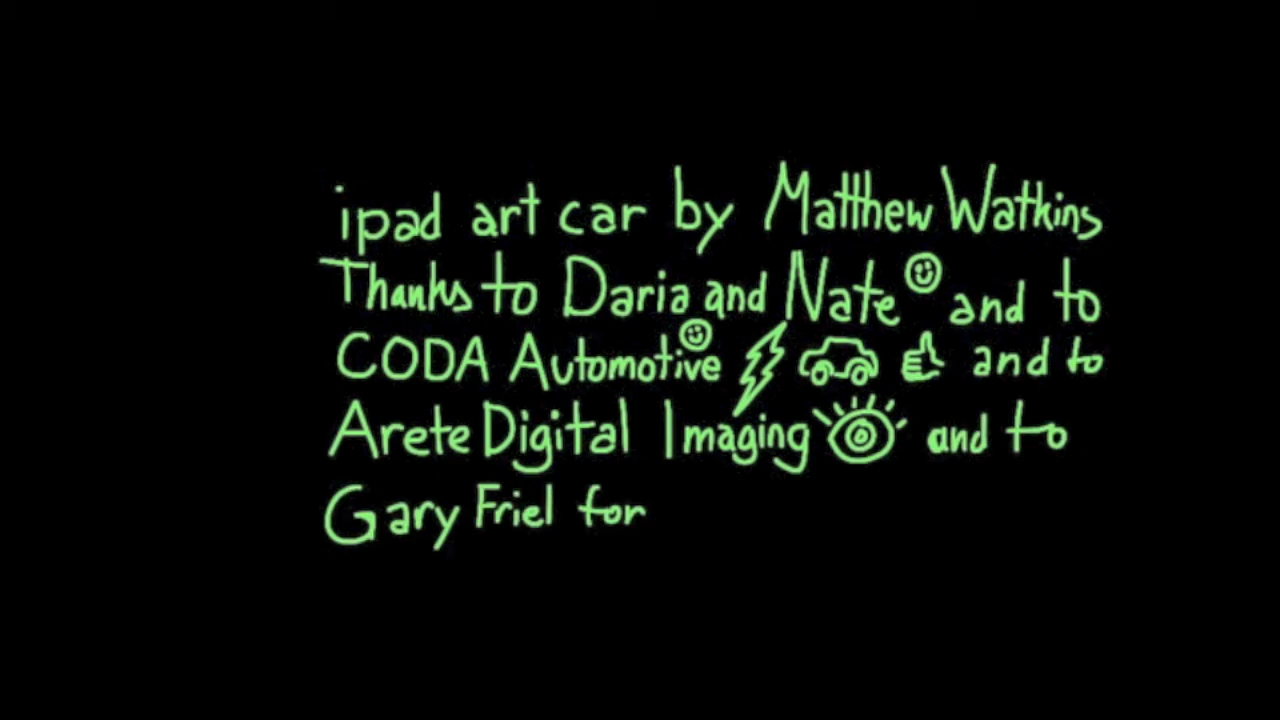 ipad art car by Matthew Watkins
Thanks to Daria and Nate and to
CODA Automotive and to
Arete Digital Imaging and to
Gary Friel for